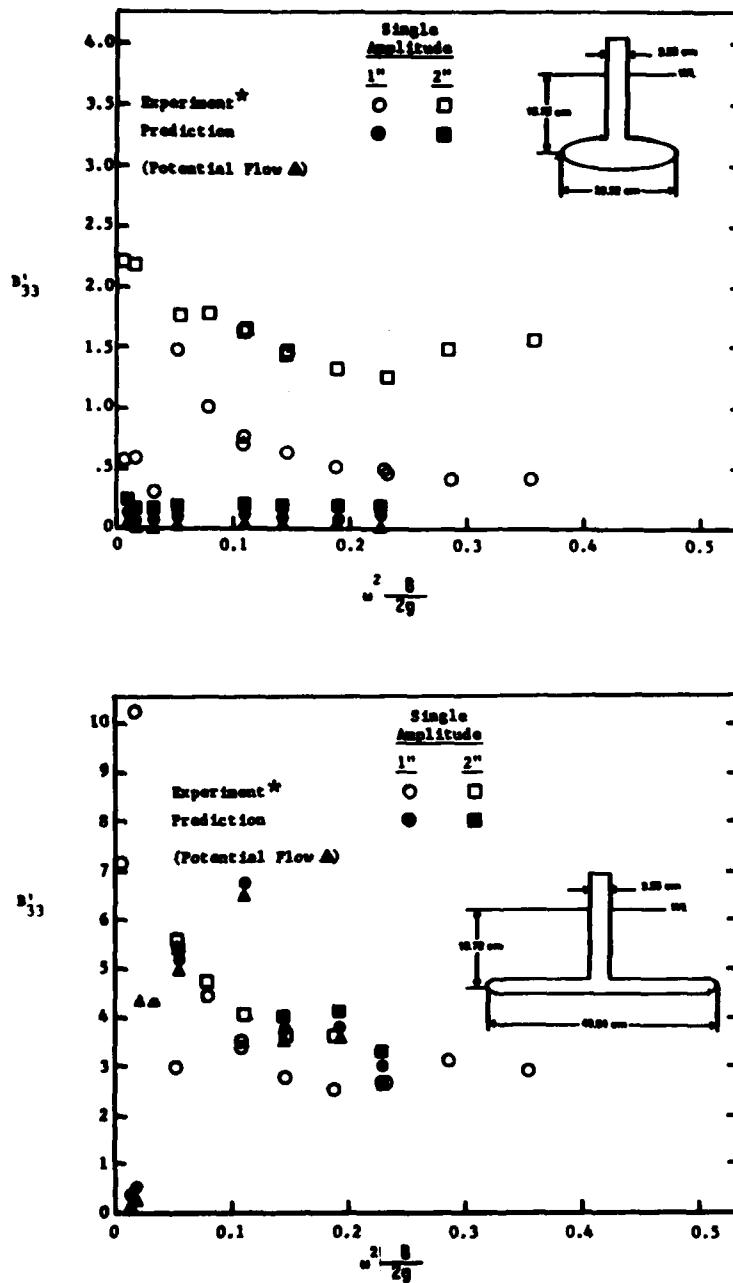 Single
Amplitude
1" 2"
Experiment*
Prediction
(Potential Flow ▲)
WL
4.0
3.5
3.0
2.5
2.0
1.5
1.0
.5
0
B'33
0 0.1 0.2 0.3 0.4 0.5
ω² B
2g
Single
Amplitude
1" 2"
Experiment*
Prediction
(Potential Flow ▲)
WL
10
9
8
7
6
5
4
3
2
1
0
B'33
0 0.1 0.2 0.3 0.4 0.5
ω² B
2g